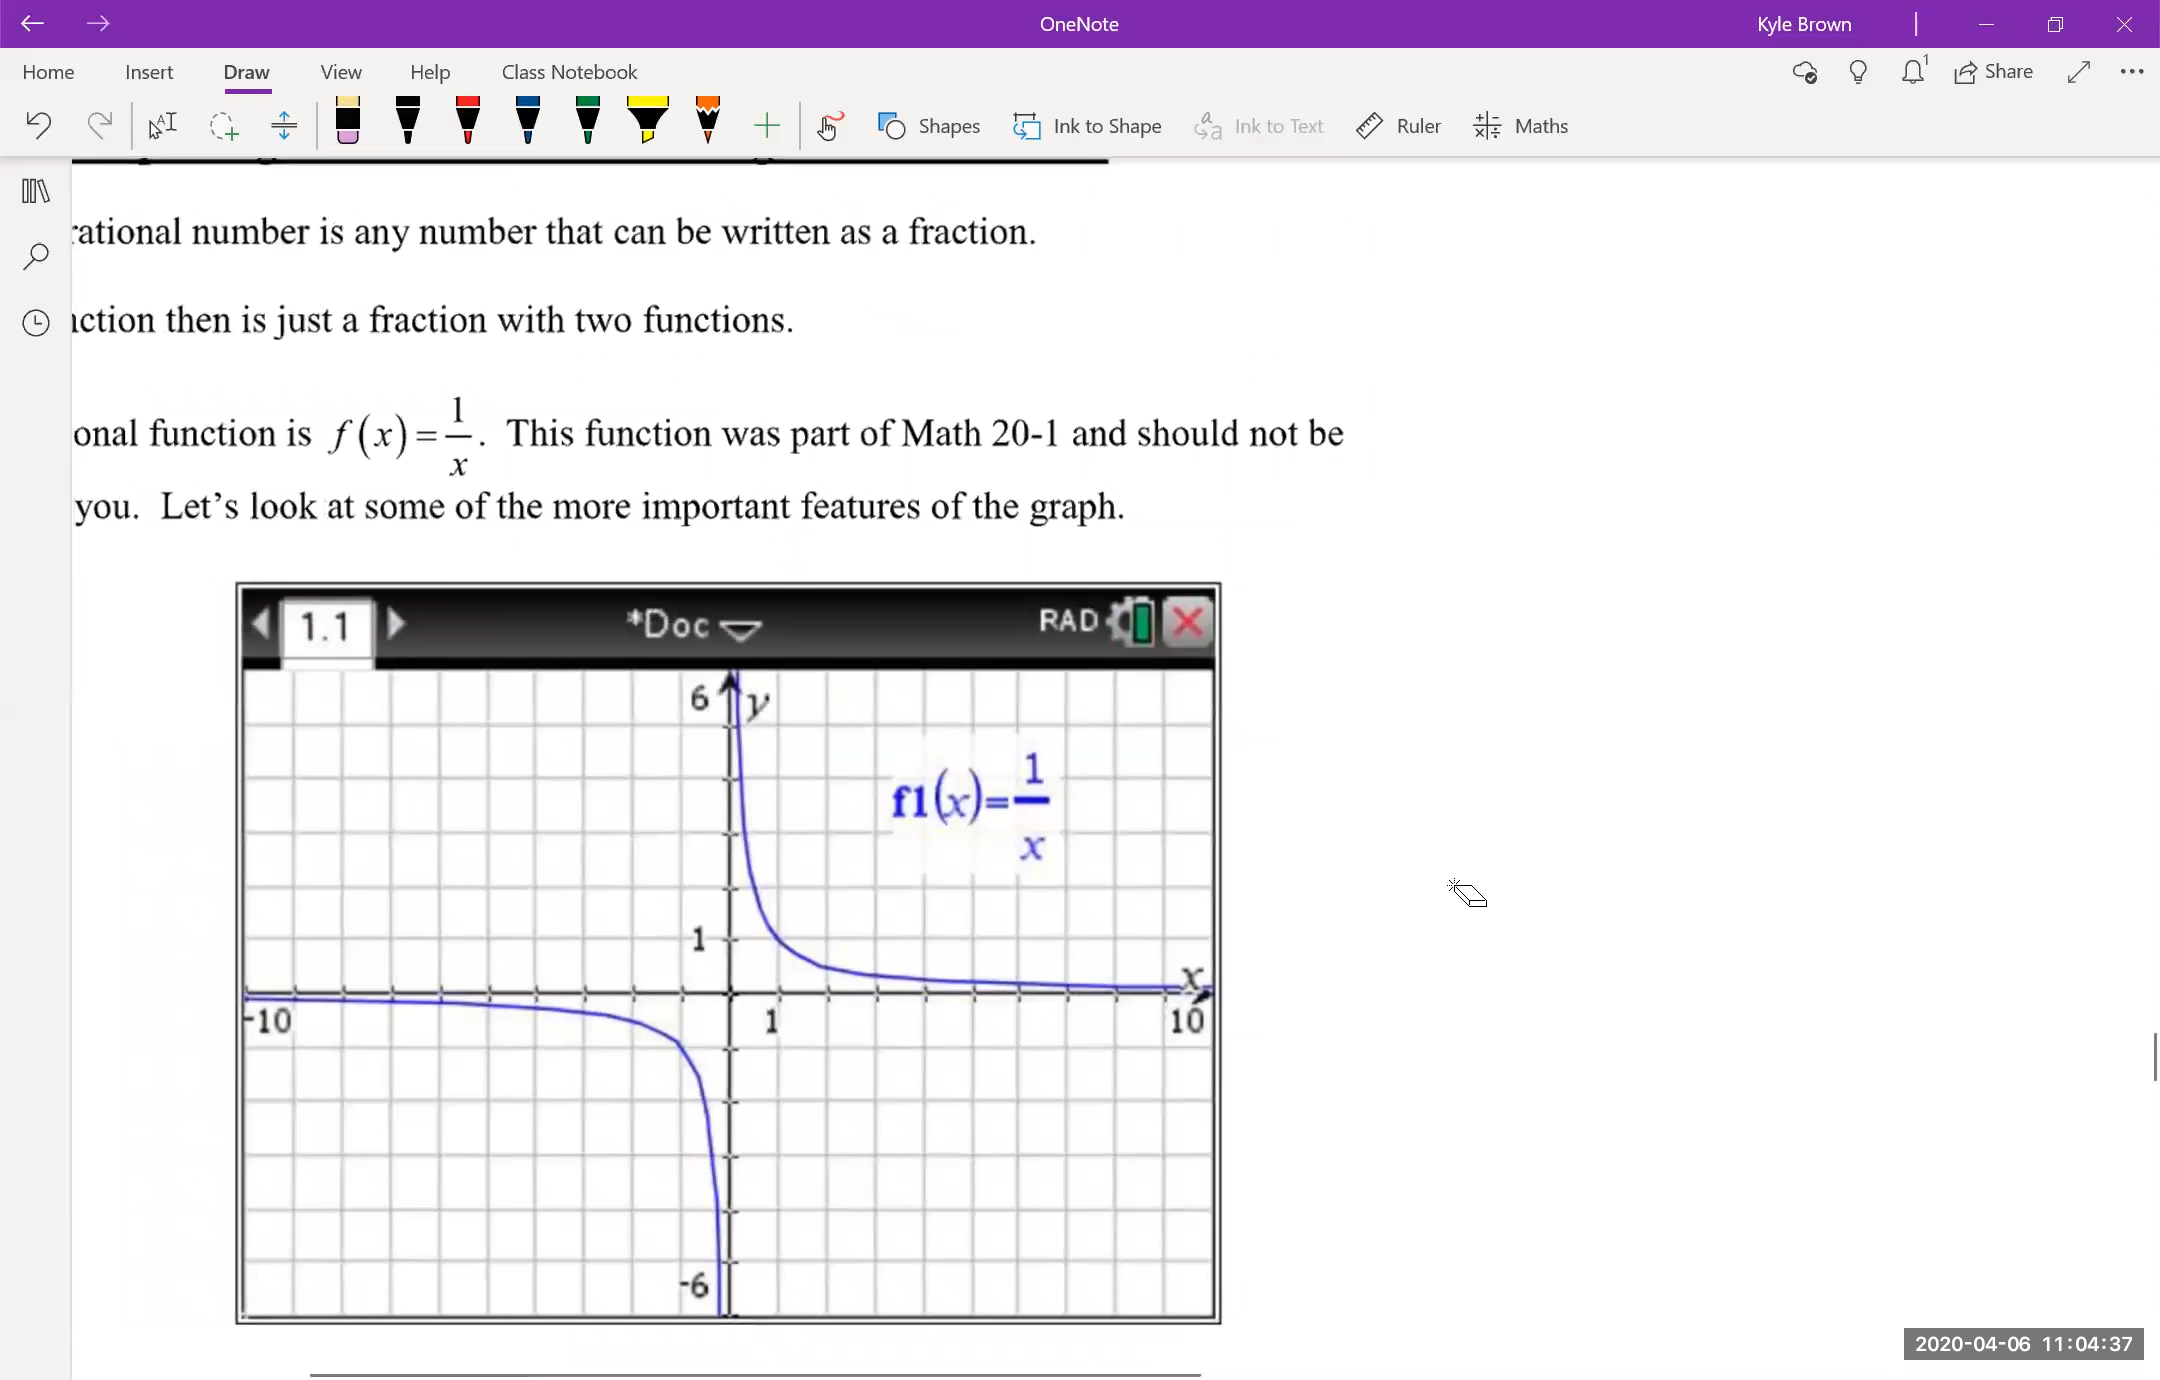 OneNote
Kyle Brown
Home Insert Draw View Help Class Notebook
1
Share
Shapes Ink to Shape Ink to Text Ruler Maths
rational number is any number that can be written as a fraction.
ction then is just a fraction with two functions.
onal function is f(x)=1/x. This function was part of Math 20-1 and should not be
you. Let's look at some of the more important features of the graph.
1.1 *Doc RAD
6 y
f1(x)=1/x
1
x
-10 1 10
-6
2020-04-06 11:04:37